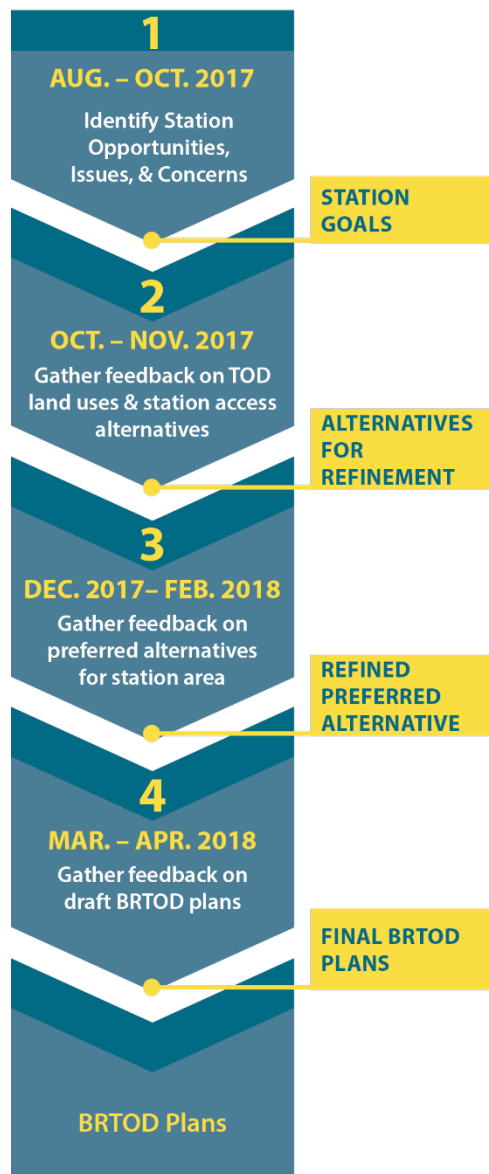 1
AUG. – OCT. 2017
Identify Station
Opportunities,
Issues, & Concerns
STATION
GOALS
2
OCT. – NOV. 2017
Gather feedback on TOD
land uses & station access
alternatives
ALTERNATIVES
FOR
REFINEMENT
3
DEC. 2017– FEB. 2018
Gather feedback on
preferred alternatives
for station area
REFINED
PREFERRED
ALTERNATIVE
4
MAR. – APR. 2018
Gather feedback on
draft BRTOD plans
FINAL BRTOD
PLANS
BRTOD Plans